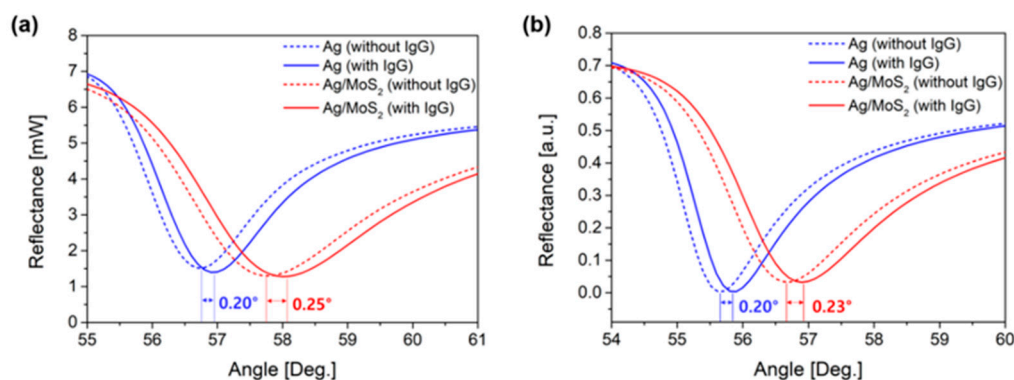 (a)
8
7
6
5
4
3
2
1
0
Reflectance [mW]
Ag (without IgG)
Ag (with IgG)
Ag/MoS₂ (without IgG)
Ag/MoS₂ (with IgG)
0.20°
0.25°
55 56 57 58 59 60 61
Angle [Deg.]
(b)
0.8
0.7
0.6
0.5
0.4
0.3
0.2
0.1
0.0
Reflectance [a.u.]
Ag (without IgG)
Ag (with IgG)
Ag/MoS₂ (without IgG)
Ag/MoS₂ (with IgG)
0.20°
0.23°
54 55 56 57 58 59 60
Angle [Deg.]